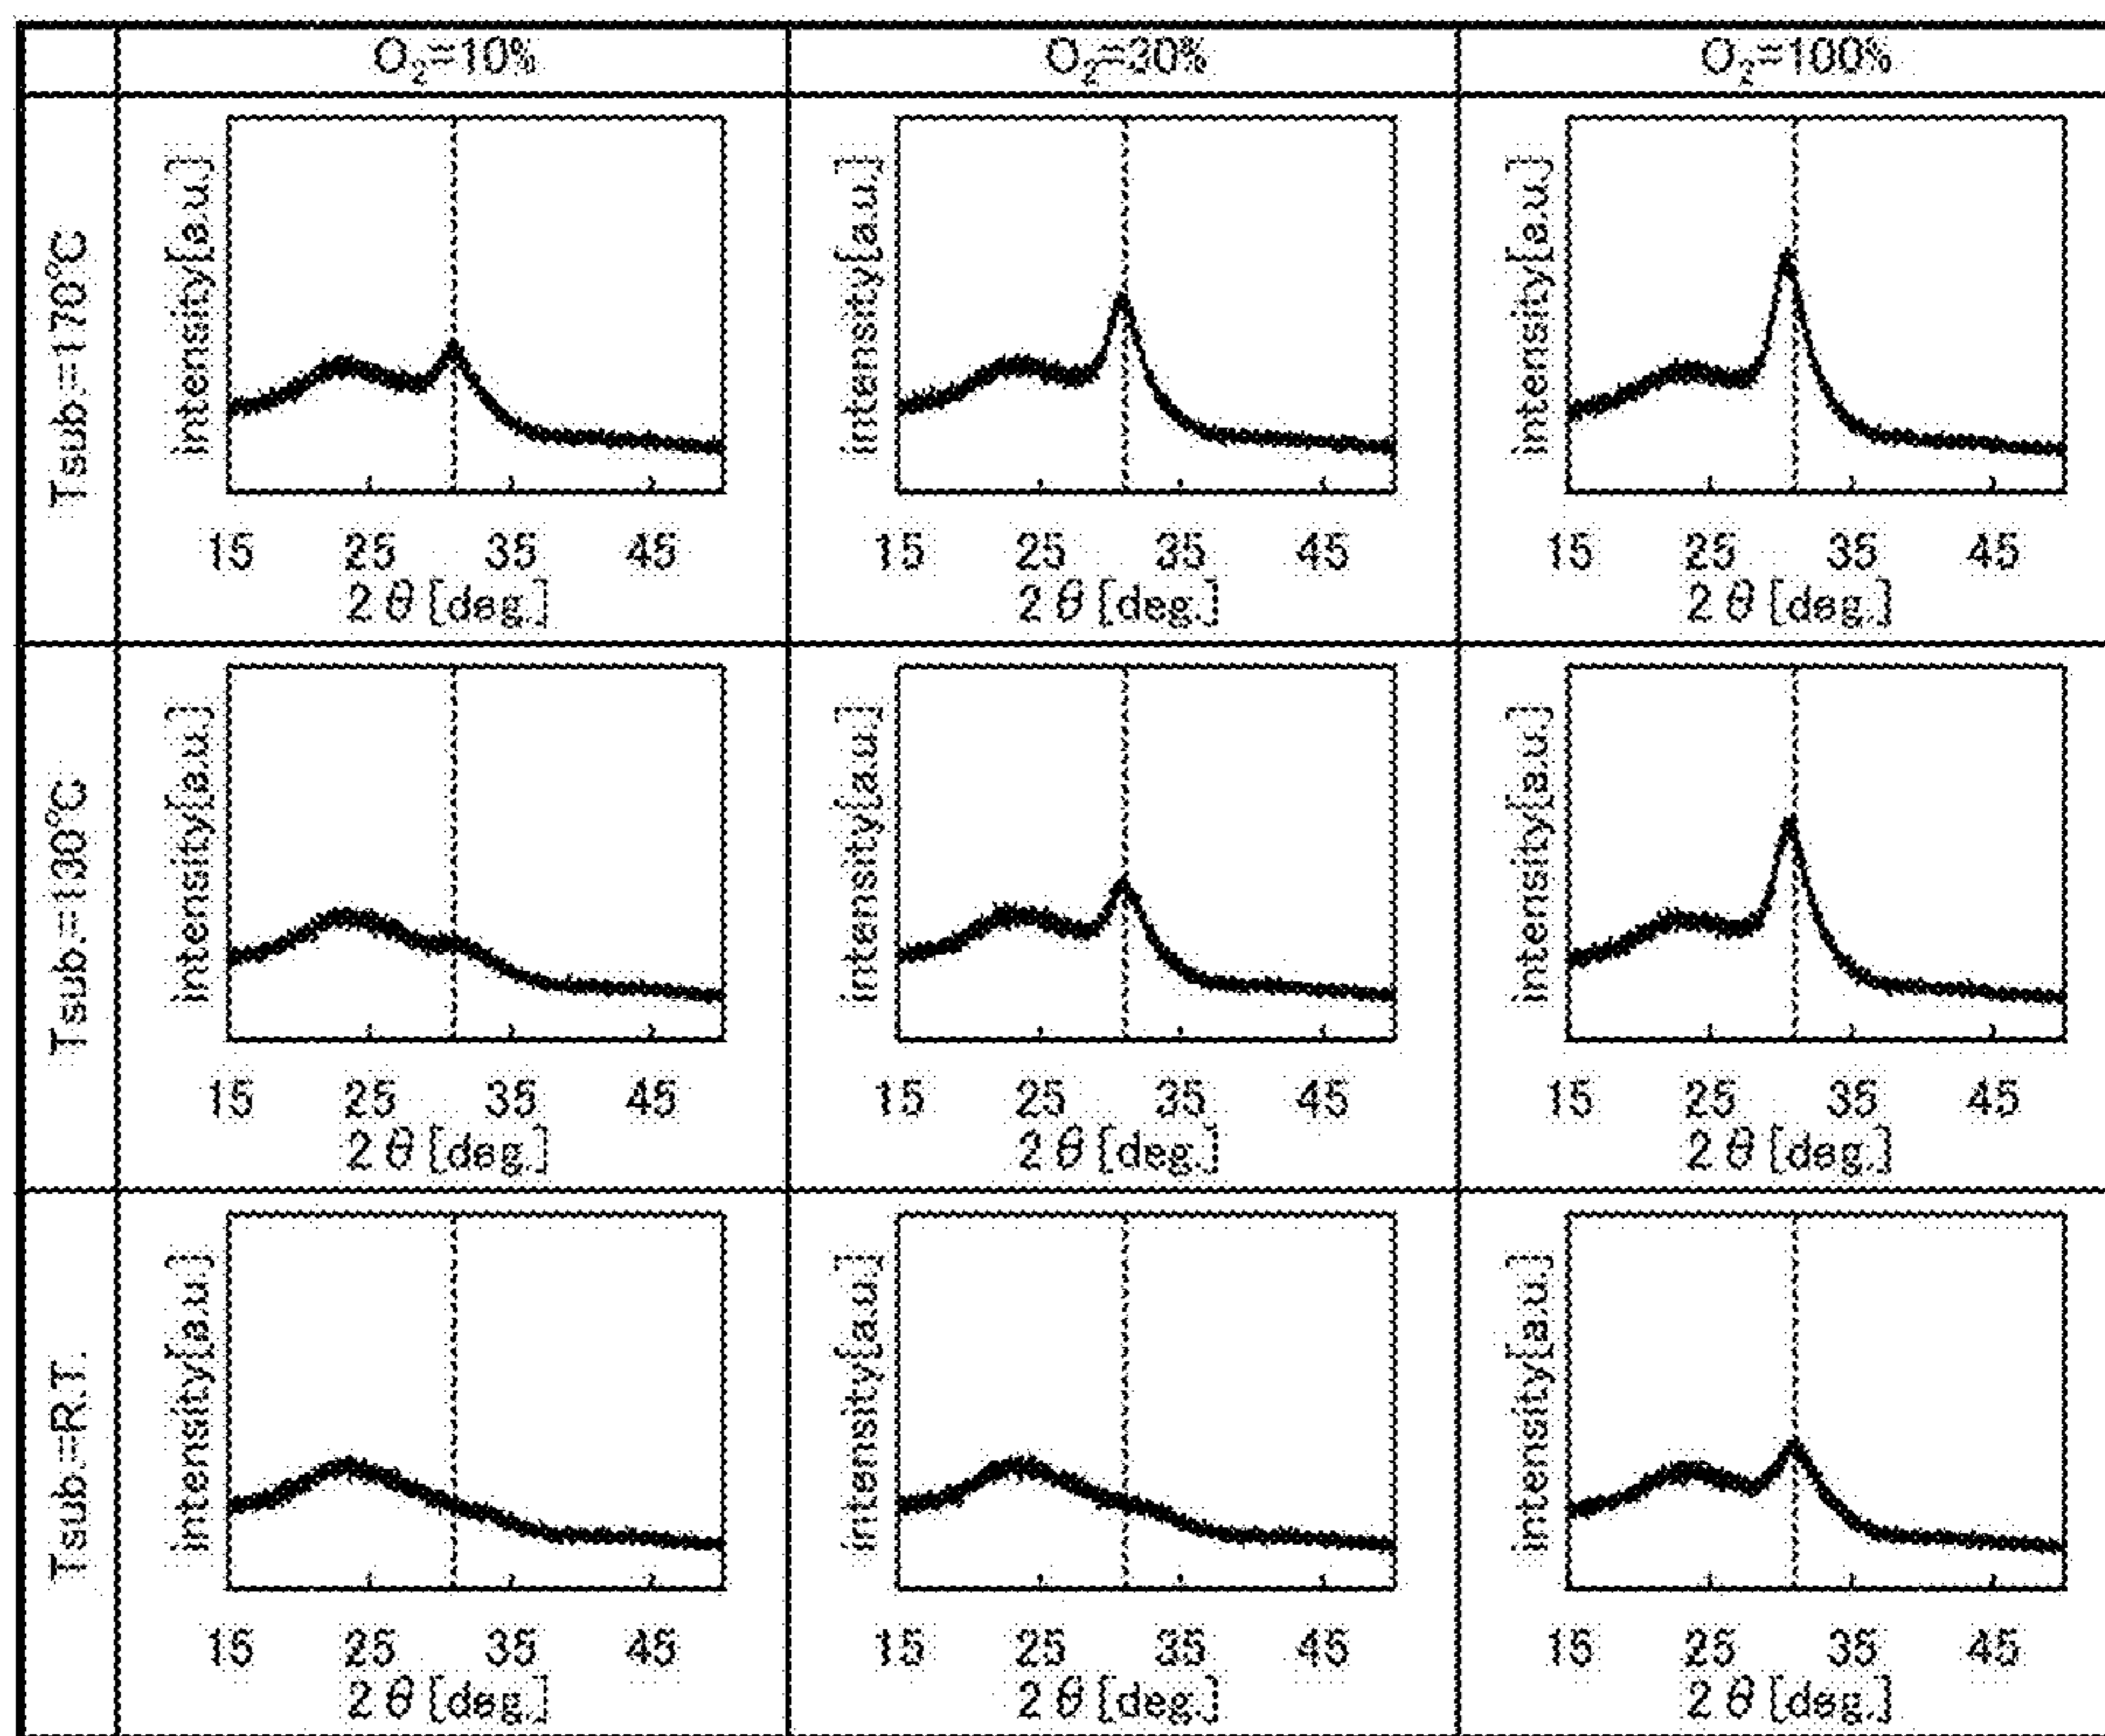 O₂=10% O₂=30% O₂=100%
Tsub.=170°C
intensity[a.u.] intensity[a.u.] intensity[a.u.]
15 25 35 45 15 25 35 45 15 25 35 45
2θ [deg.] 2θ [deg.] 2θ [deg.]
Tsub.=130°C
intensity[a.u.] intensity[a.u.] intensity[a.u.]
15 25 35 45 15 25 35 45 15 25 35 45
2θ [deg.] 2θ [deg.] 2θ [deg.]
Tsub.=R.T.
intensity[a.u.] intensity[a.u.] intensity[a.u.]
15 25 35 45 15 25 35 45 15 25 35 45
2θ [deg.] 2θ [deg.] 2θ [deg.]